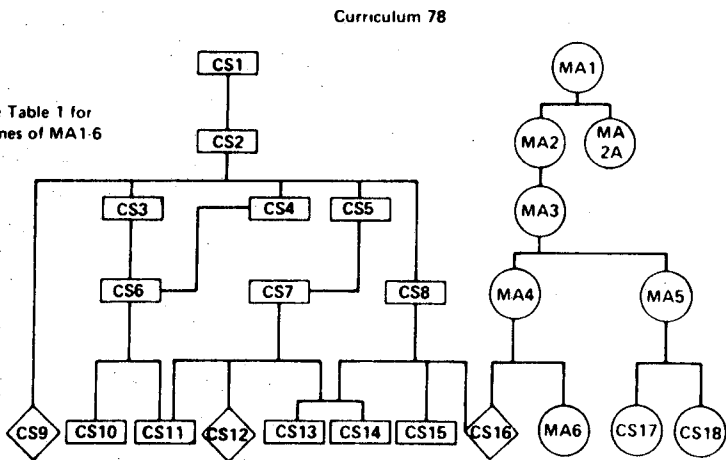 Curriculum 78
CS1
MA1
Table 1 for
of MA1-6
CS2
MA2
MA
2A
CS3
CS4
CS5
MA3
CS6
CS7
CS8
MA4
MA5
CS9
CS10
CS11
CS12
CS13
CS14
CS15
CS16
MA6
CS17
CS18